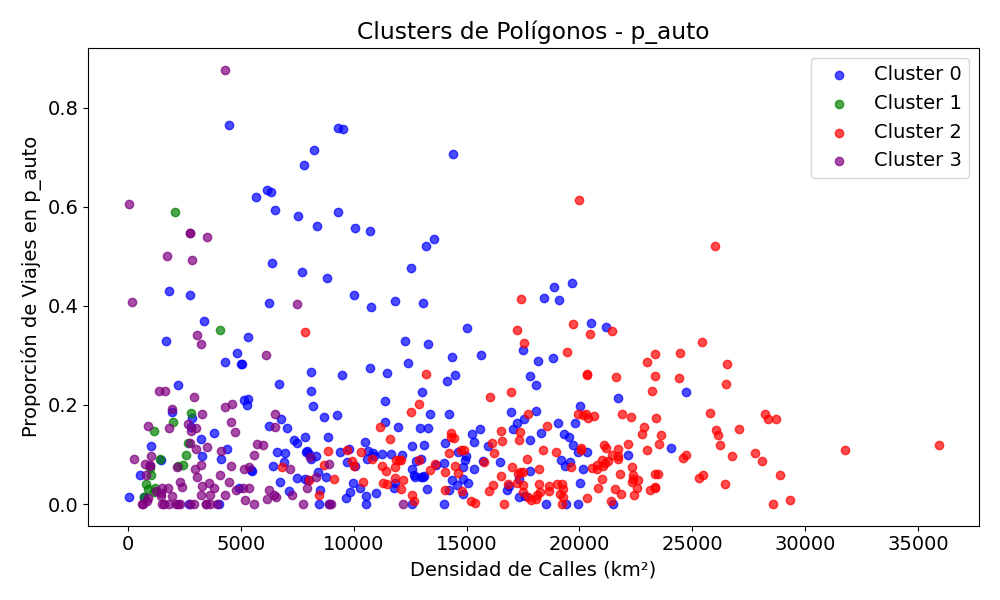 Clusters de Polígonos - p_auto
Cluster 0
Cluster 1
Cluster 2
Cluster 3
Proporción de Viajes en p_auto
0.8
0.6
0.4
0.2
0.0
0
5000
10000
15000
20000
25000
30000
35000
Densidad de Calles (km²)